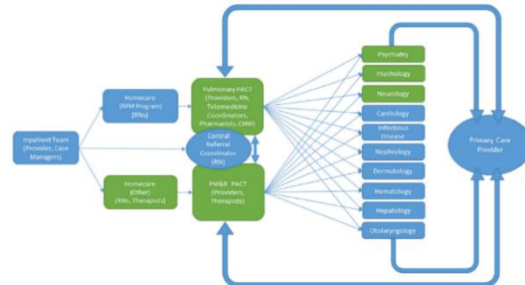 Inpatient Team
(Provider, Case
Managers)
Homecare
(RPM Program)
(RNs)
Homecare
(Other)
(RNs, Therapists)
Pulmonary PACT
(Providers, RN,
Telemedicine
Coordinators,
Pharmacists,
Central
Referral
Coordinator
(RN)
PM&R PACT
(Providers,
Therapists)
Psychiatry
Psychology
Neurology
Cardiology
Infectious
Disease
Nephrology
Dermatology
Hematology
Hepatology
Otolaryngology
Primary Care
Provider